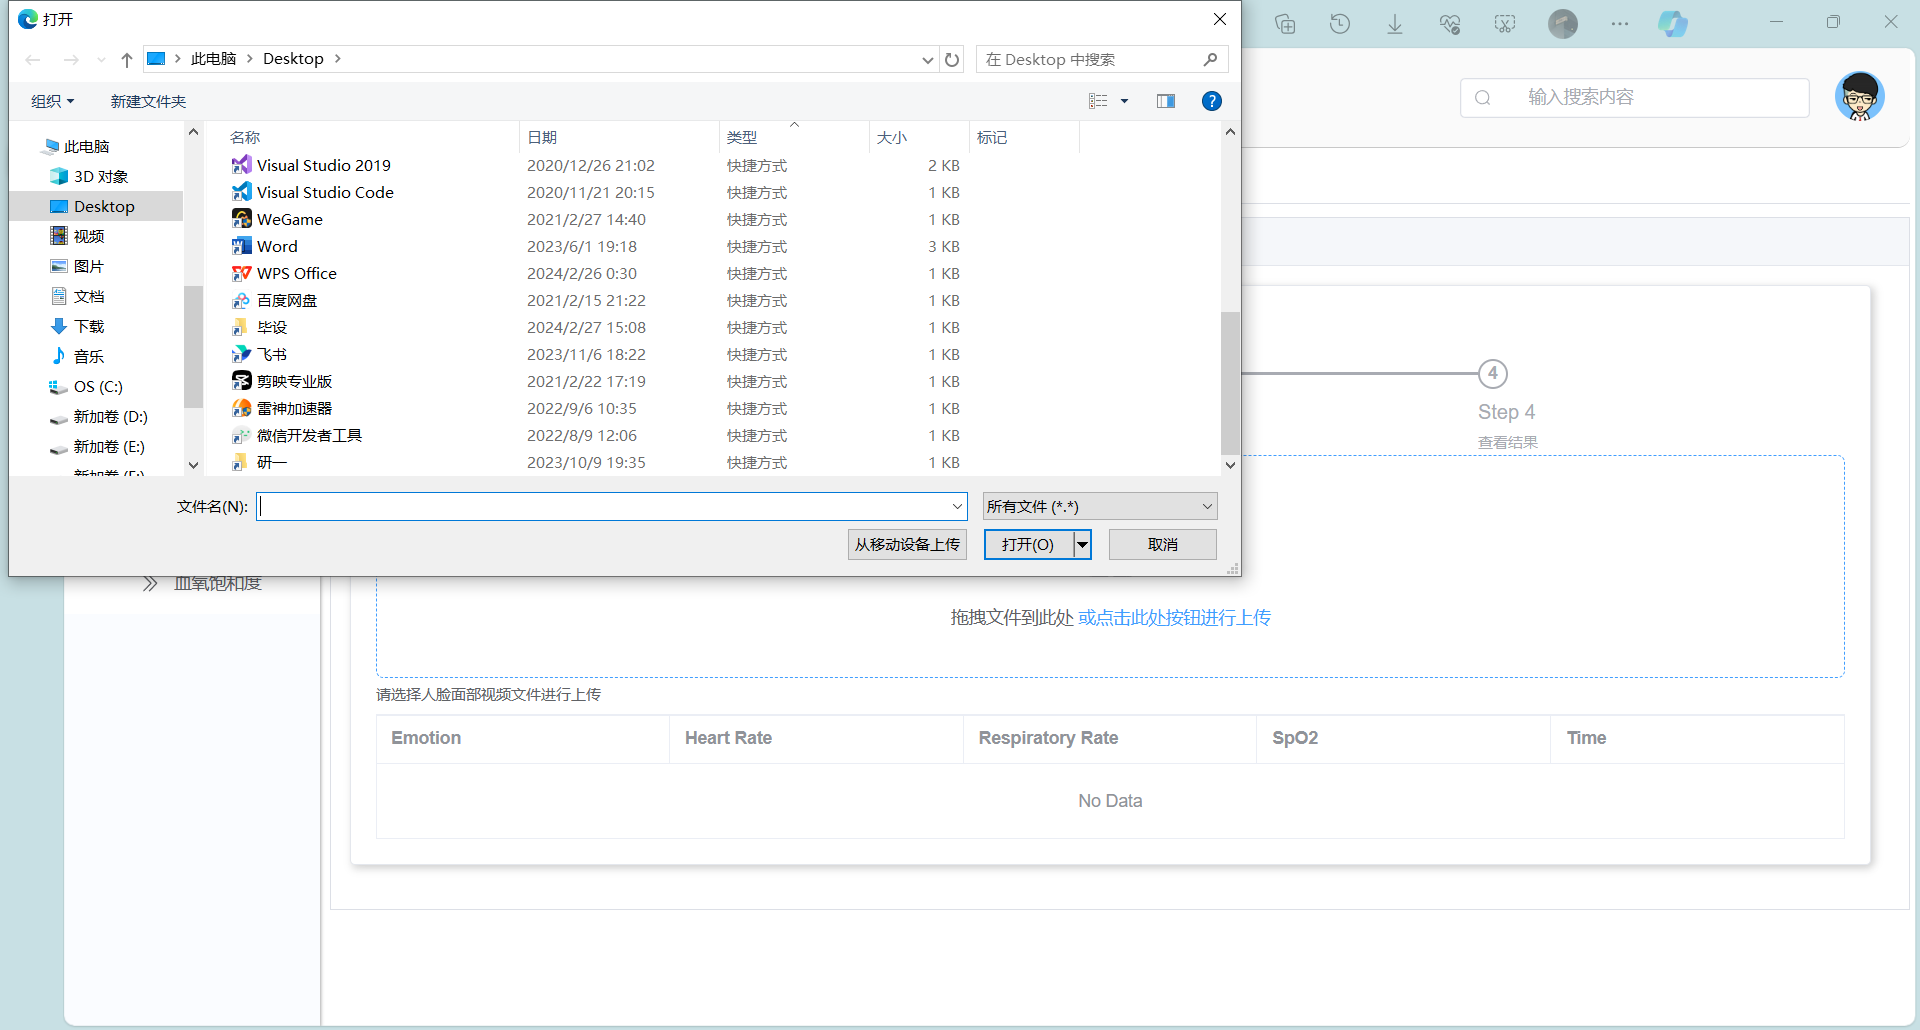 打开
此电脑 Desktop
在 Desktop 中搜索
组织 新建文件夹
此电脑
3D 对象
Desktop
视频
图片
文档
下载
音乐
OS (C:)
新加卷 (D:)
新加卷 (E:)
新加卷 (F:)
名称 日期 类型 大小 标记
Visual Studio 2019 2020/12/26 21:02 快捷方式 2 KB
Visual Studio Code 2020/11/21 20:15 快捷方式 1 KB
WeGame 2021/2/27 14:40 快捷方式 1 KB
Word 2023/6/1 19:18 快捷方式 3 KB
WPS Office 2024/2/26 0:30 快捷方式 1 KB
百度网盘 2021/2/15 21:22 快捷方式 1 KB
毕设 2024/2/27 15:08 快捷方式 1 KB
飞书 2023/11/6 18:22 快捷方式 1 KB
剪映专业版 2021/2/22 17:19 快捷方式 1 KB
雷神加速器 2022/9/6 10:35 快捷方式 1 KB
微信开发者工具 2022/8/9 12:06 快捷方式 1 KB
研一 2023/10/9 19:35 快捷方式 1 KB
文件名(N):
所有文件 (*.*)
从移动设备上传 打开(O) 取消
输入搜索内容
4
Step 4
查看结果
血氧饱和度
拖拽文件到此处 或点击此处按钮进行上传
请选择人脸面部视频文件进行上传
Emotion Heart Rate Respiratory Rate SpO2 Time
No Data